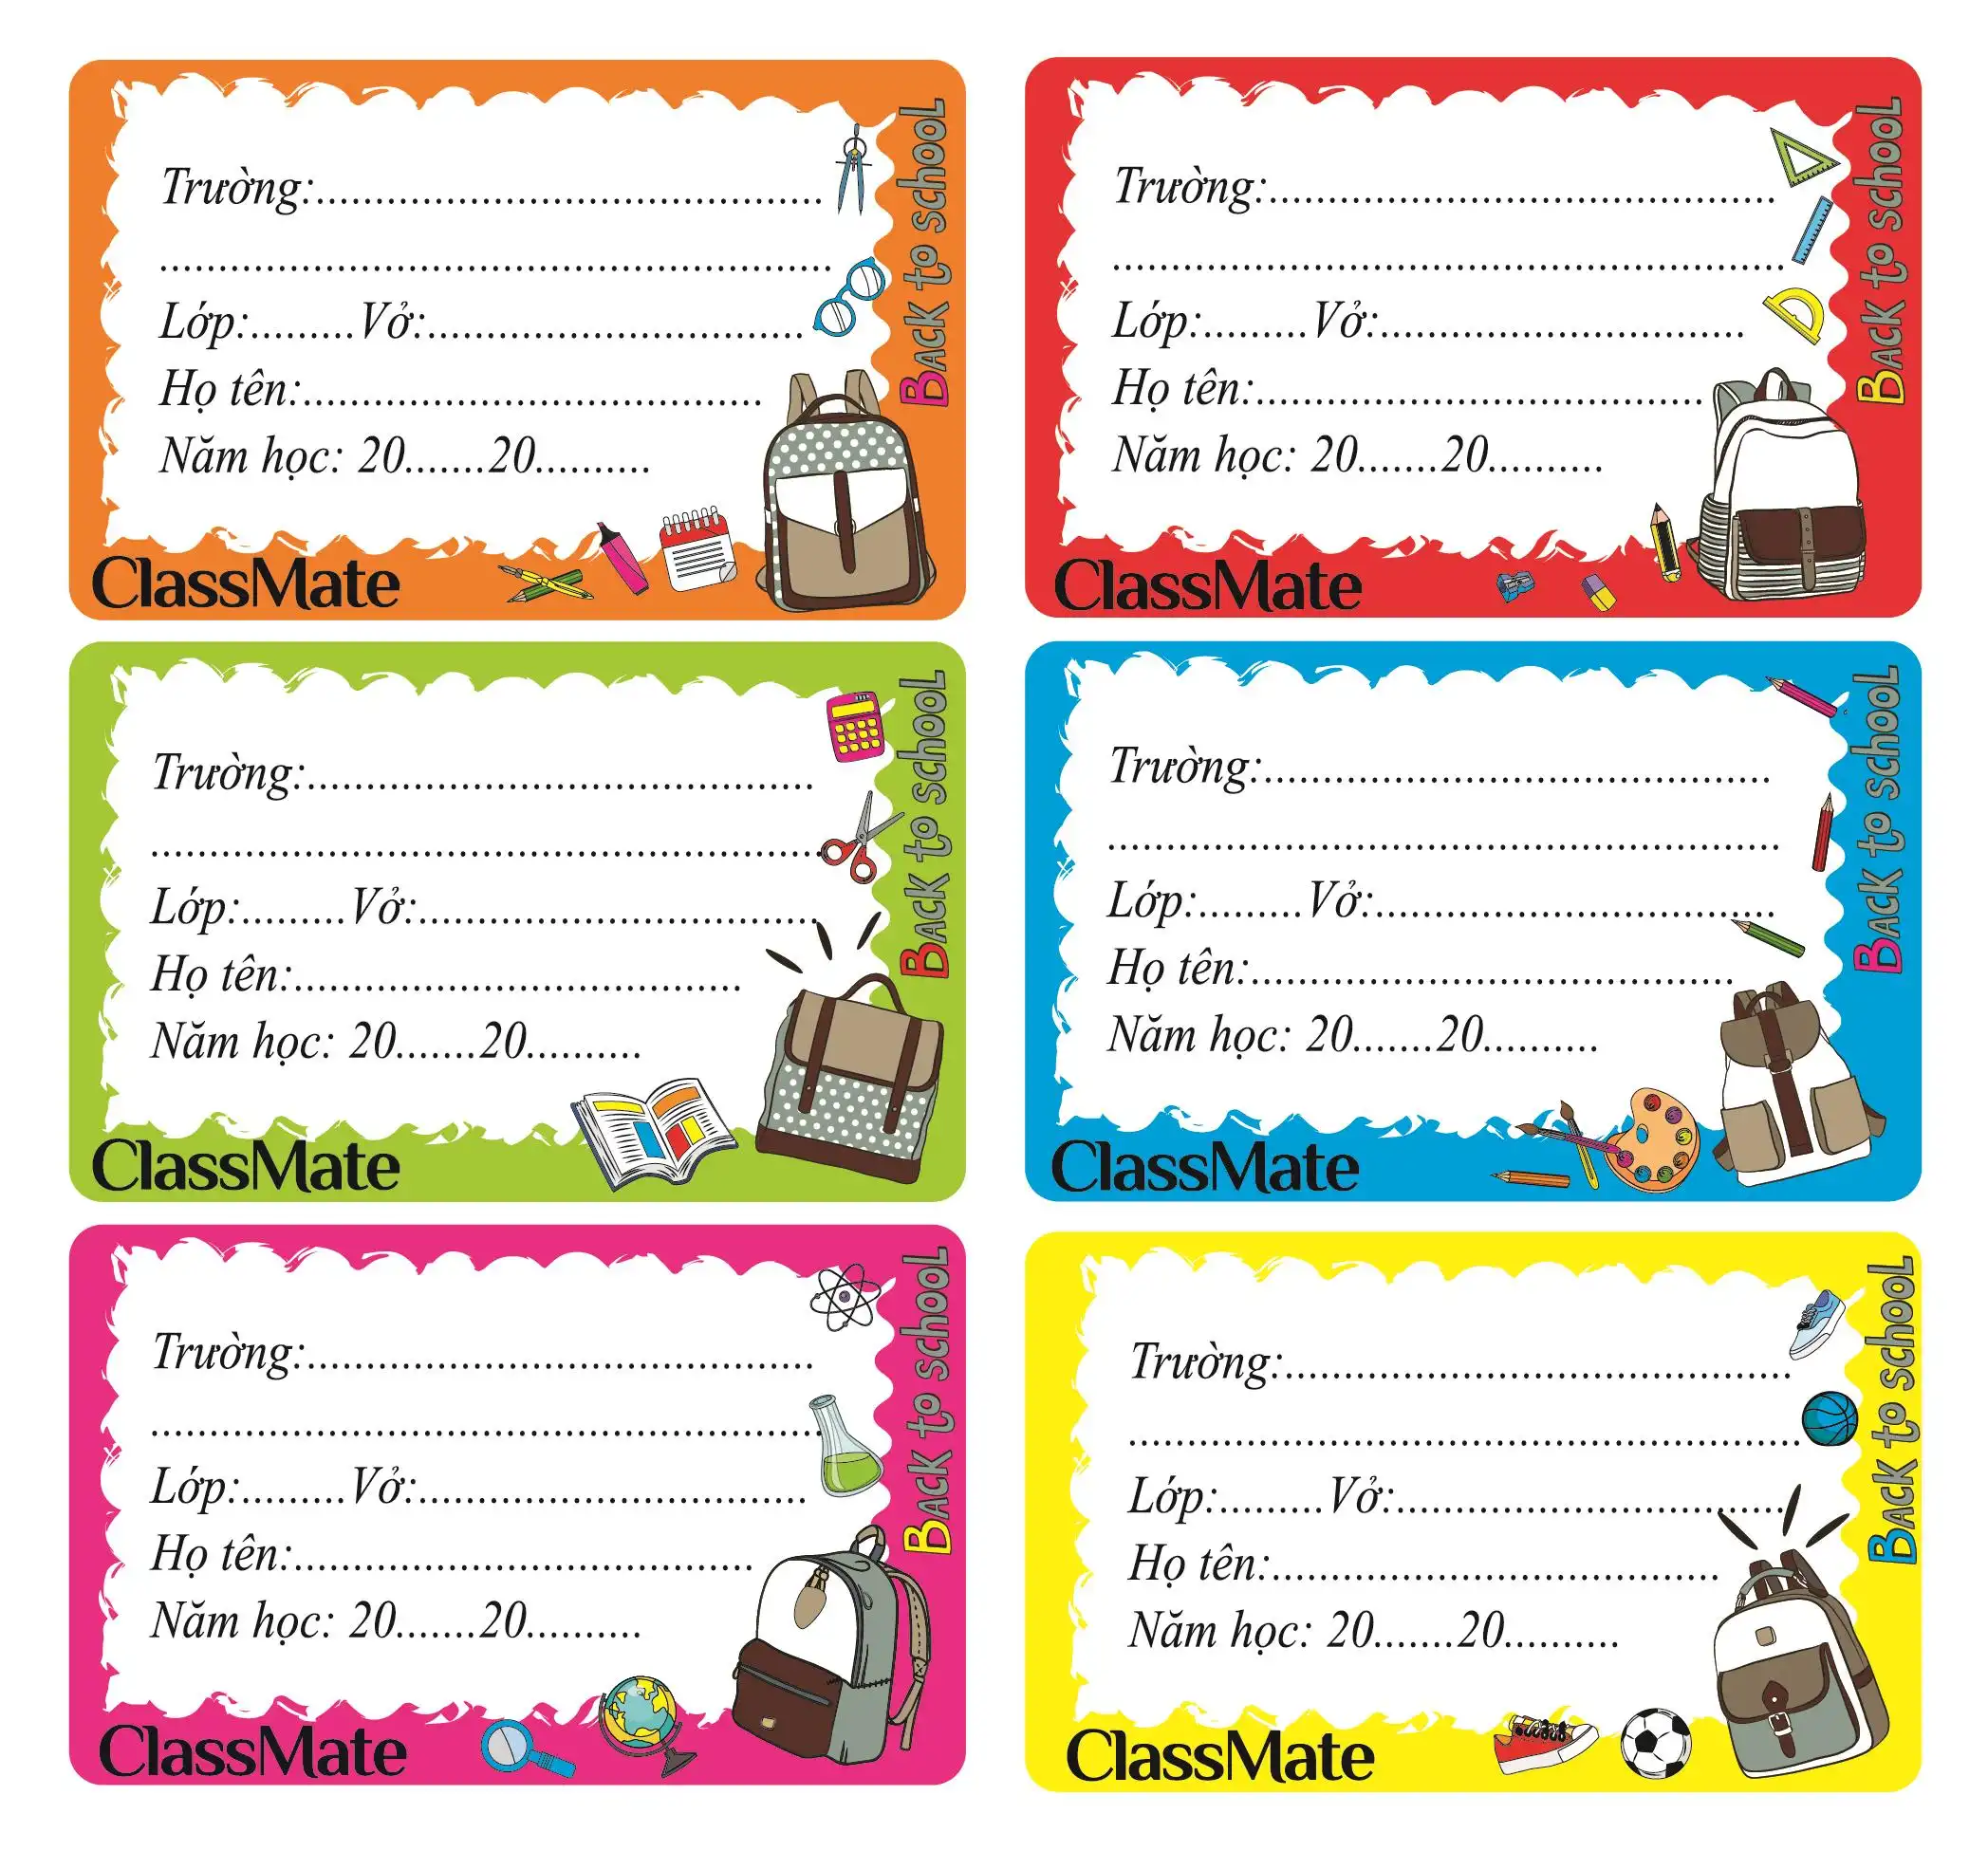 Trường:............................................
..........................................................
Lớp:.........Vở:.................................
Họ tên:........................................
Năm học: 20.......20..........
ClassMate
Back to school
Trường:............................................
..........................................................
Lớp:.........Vở:................................
Họ tên:.......................................
Năm học: 20.......20..........
ClassMate
Back to school
Trường:............................................
..........................................................
Lớp:.........Vở:...................................
Họ tên:.......................................
Năm học: 20.......20..........
ClassMate
Back to school
Trường:............................................
..........................................................
Lớp:.........Vở:...................................
Họ tên:..........................................
Năm học: 20.......20..........
ClassMate
Back to school
Trường:............................................
..........................................................
Lớp:.........Vở:..................................
Họ tên:........................................
Năm học: 20.......20..........
ClassMate
Back to school
Trường:............................................
..........................................................
Lớp:.........Vở:..................................
Họ tên:.......................................
Năm học: 20.......20..........
ClassMate
Back to school